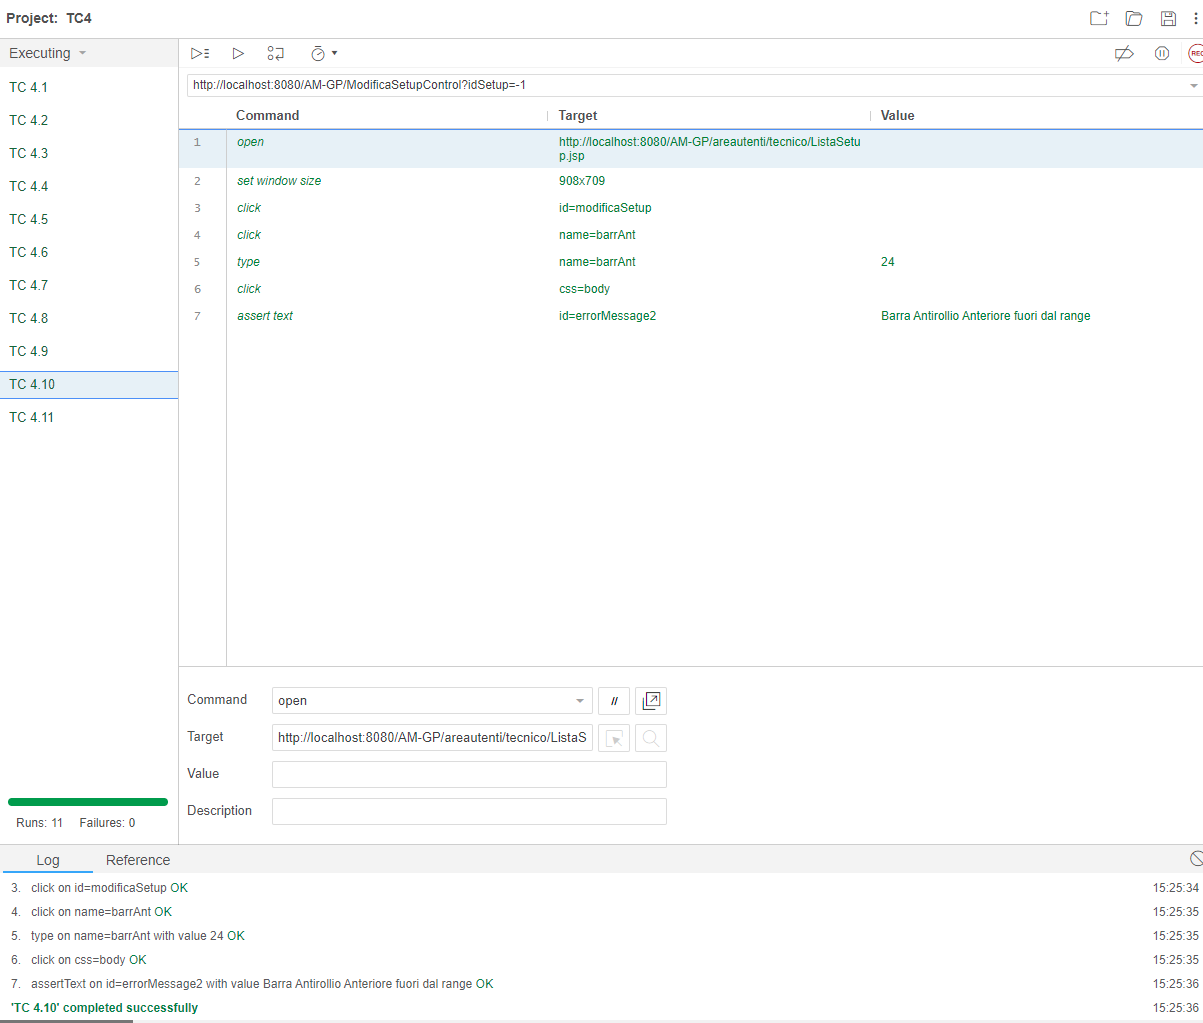 Project: TC4
Executing
TC 4.1
TC 4.2
TC 4.3
TC 4.4
TC 4.5
TC 4.6
TC 4.7
TC 4.8
TC 4.9
TC 4.10
TC 4.11
Runs: 11 Failures: 0
REC
http://localhost:8080/AM-GP/ModificaSetupControl?idSetup=-1
Command Target Value
1 open http://localhost:8080/AM-GP/areautenti/tecnico/ListaSetu
p.jsp
2 set window size 908x709
3 click id=modificaSetup
4 click name=barrAnt
5 type name=barrAnt 24
6 click css=body
7 assert text id=errorMessage2 Barra Antirollio Anteriore fuori dal range
Command open //
Target http://localhost:8080/AM-GP/areautenti/tecnico/ListaS
Value
Description
Log Reference
3. click on id=modificaSetup OK 15:25:34
4. click on name=barrAnt OK 15:25:35
5. type on name=barrAnt with value 24 OK 15:25:35
6. click on css=body OK 15:25:35
7. assertText on id=errorMessage2 with value Barra Antirollio Anteriore fuori dal range OK 15:25:36
'TC 4.10' completed successfully 15:25:36